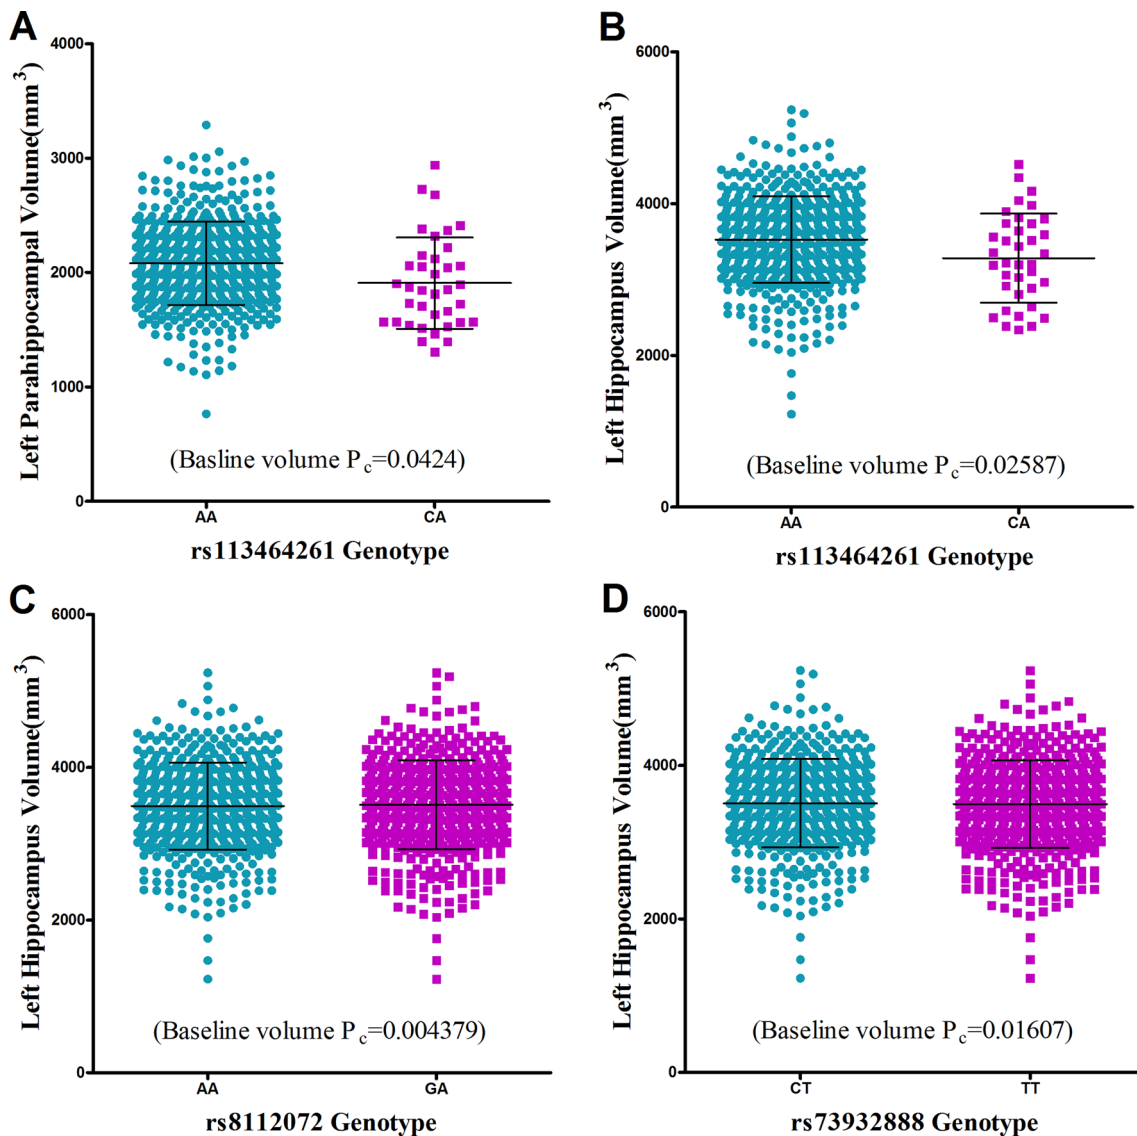 A
Left Parahippocampal Volume(mm³)
4000
3000
2000
1000
0
(Basline volume Pc=0.0424)
AA CA
rs113464261 Genotype
B
Left Hippocampus Volume(mm³)
6000
4000
2000
0
(Baseline volume Pc=0.02587)
AA CA
rs113464261 Genotype
C
Left Hippocampus Volume(mm³)
6000
4000
2000
0
(Baseline volume Pc=0.004379)
AA GA
rs8112072 Genotype
D
Left Hippocampus Volume(mm³)
6000
4000
2000
0
(Baseline volume Pc=0.01607)
CT TT
rs73932888 Genotype